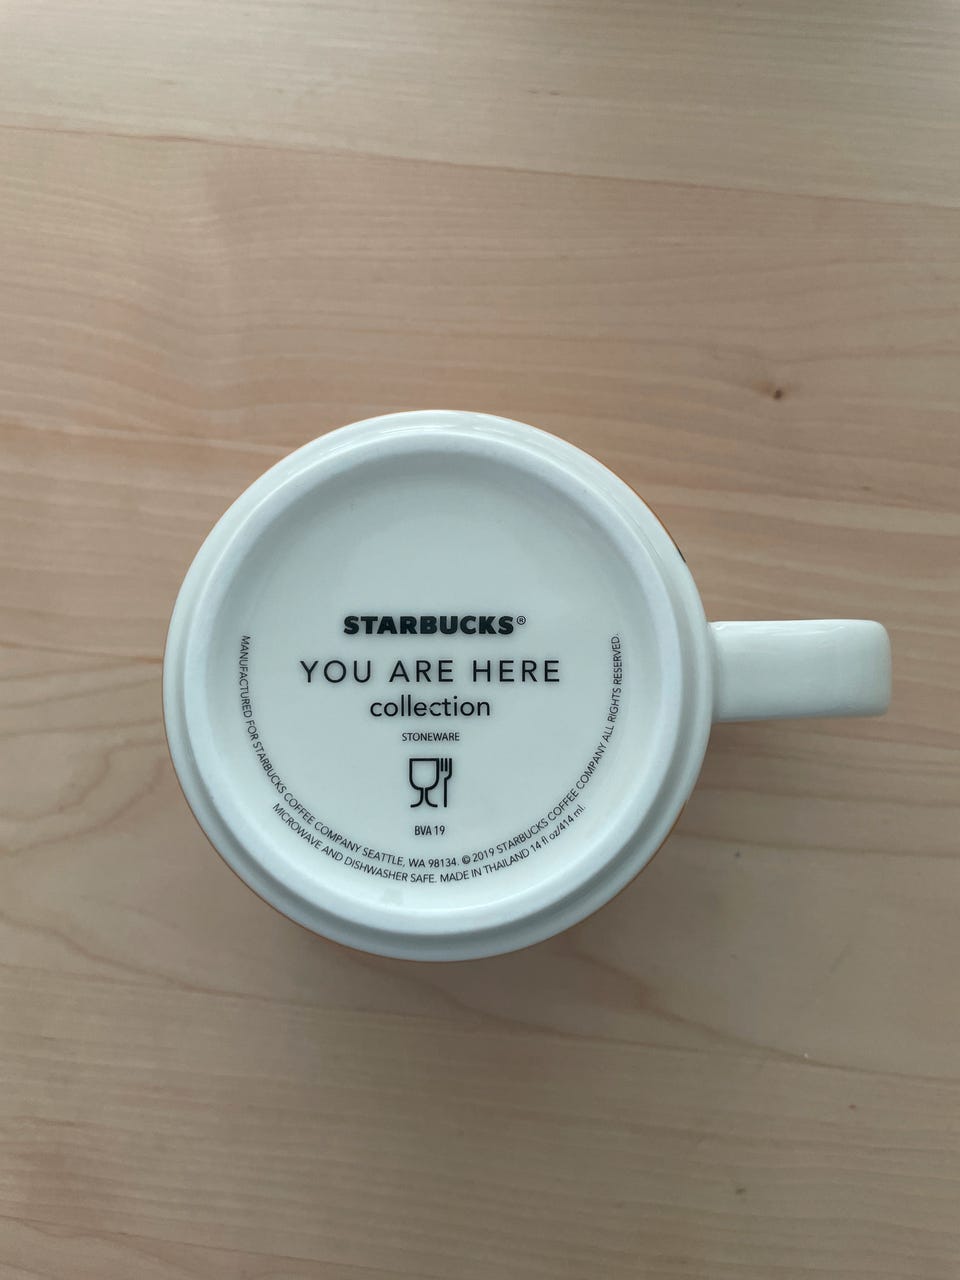 STARBUCKS®
YOU ARE HERE
collection
STONEWARE
BVA 19
MANUFACTURED FOR STARBUCKS COFFEE COMPANY SEATTLE, WA 98134. © 2019 STARBUCKS COFFEE COMPANY ALL RIGHTS RESERVED.
MICROWAVE AND DISHWASHER SAFE. MADE IN THAILAND 14 fl oz/414 ml.